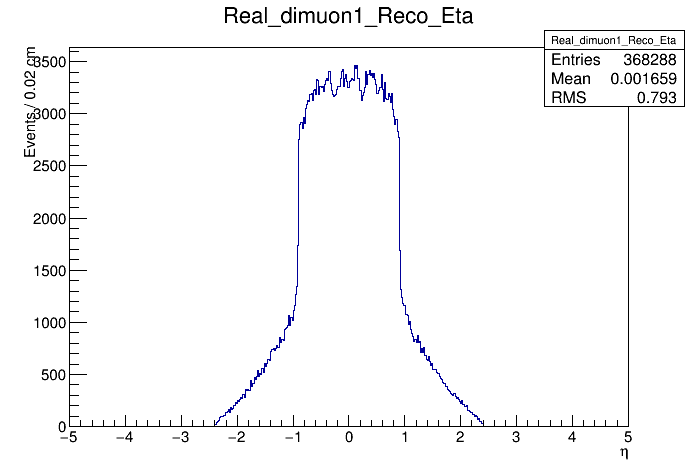 Real_dimuon1_Reco_Eta
Real_dimuon1_Reco_Eta
Entries 368288
Mean 0.001659
RMS 0.793
Events / 0.02 cm
3500
3000
2500
2000
1500
1000
500
0
−5 −4 −3 −2 −1 0 1 2 3 4 5
η